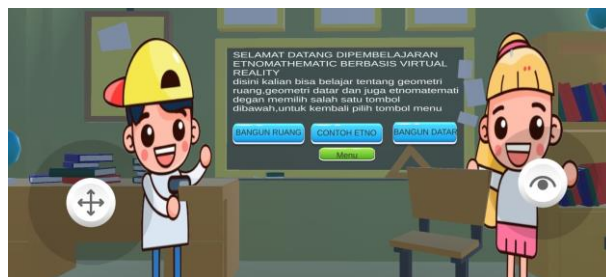 SELAMAT DATANG DIPEMBELAJARAN
ETNOMATHEMATIC BERBASIS VIRTUAL
REALITY
disini kalian bisa belajar tentang geometri
ruang,geometri datar dan juga etnomatemati
degan memilih salah satu tombol
dibawah,untuk kembali pilih tombol menu
BANGUN RUANG CONTOH ETNO BANGUN DATAR
Menu